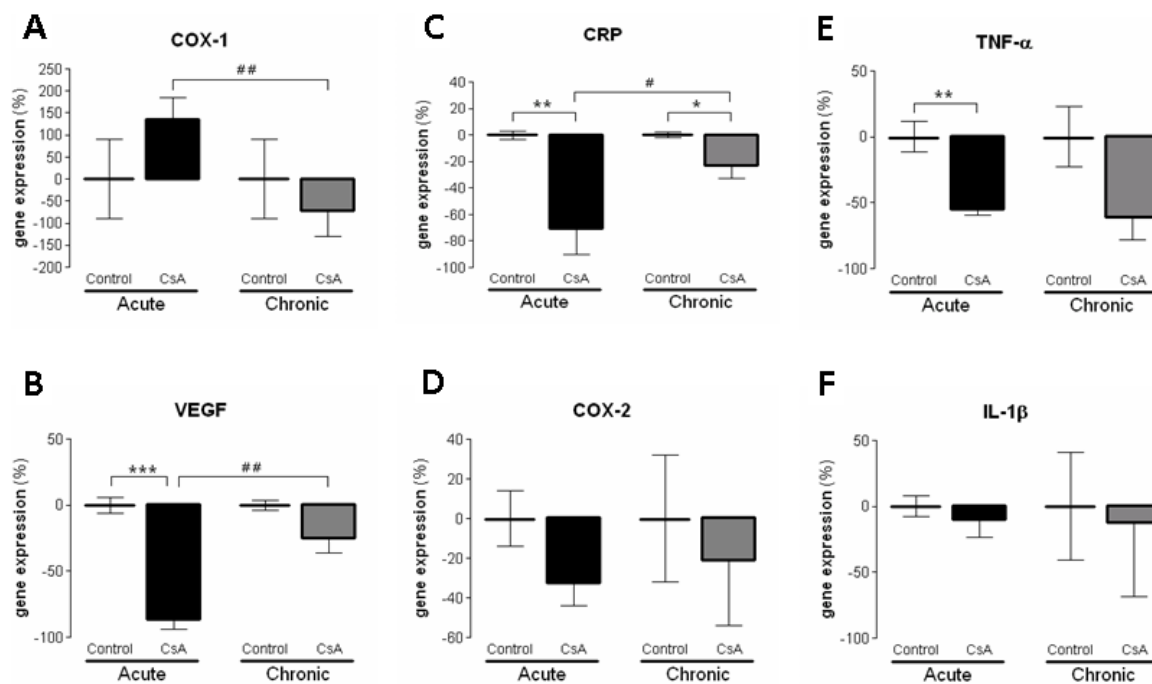 A
COX-1
gene expression (%)
250
200
150
100
50
0
-50
-100
-150
-200
##
Control CsA Control CsA
Acute Chronic
C
CRP
gene expression (%)
40
20
0
-20
-40
-60
-80
-100
#
** *
Control CsA Control CsA
Acute Chronic
E
TNF-α
gene expression (%)
50
0
-50
-100
**
Control CsA Control CsA
Acute Chronic
B
VEGF
gene expression (%)
50
0
-50
-100
*** ##
Control CsA Control CsA
Acute Chronic
D
COX-2
gene expression (%)
40
20
0
-20
-40
-60
Control CsA Control CsA
Acute Chronic
F
IL-1β
gene expression (%)
50
0
-50
-100
Control CsA Control CsA
Acute Chronic